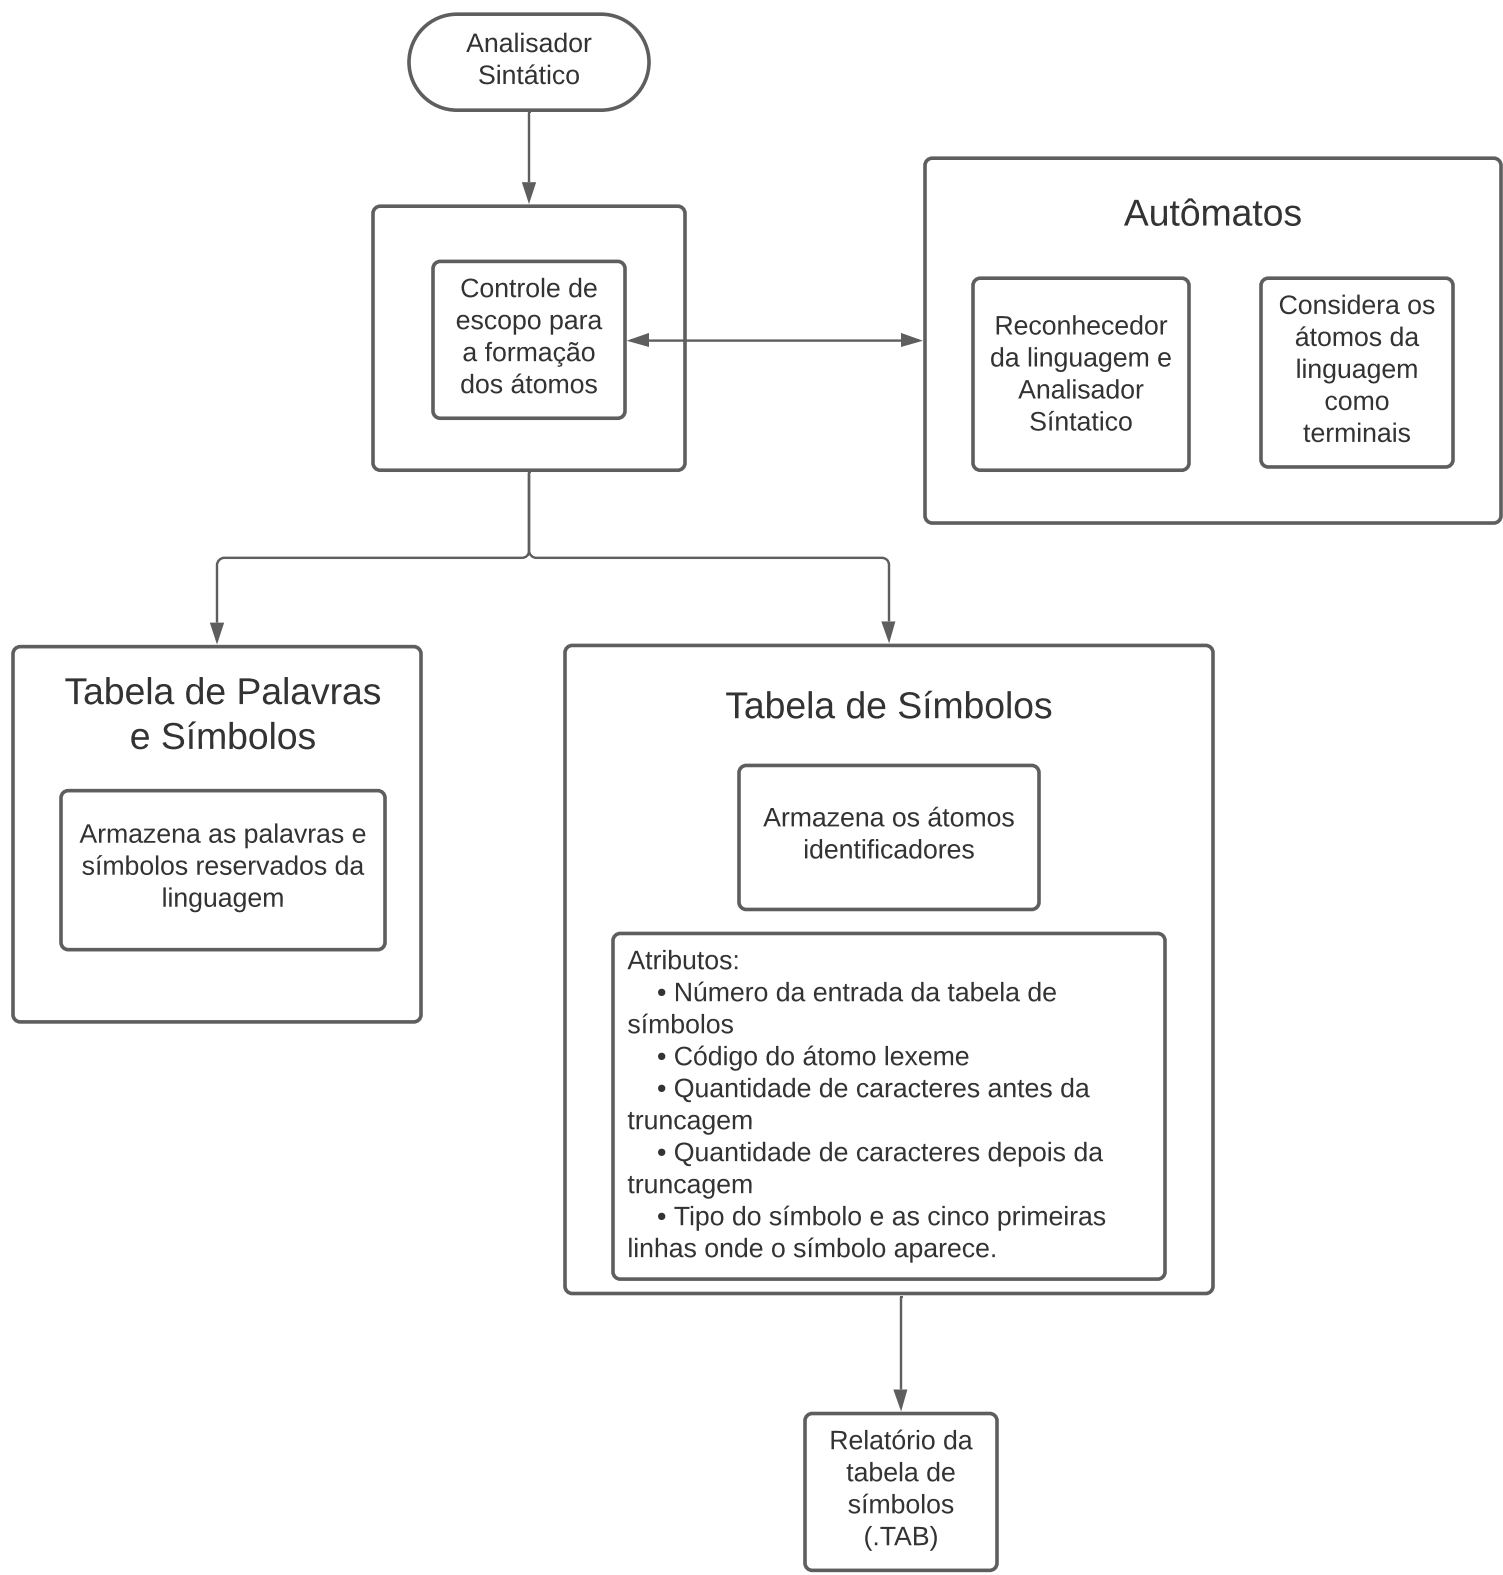 Analisador
Sintático
Controle de
escopo para
a formação
dos átomos
Autômatos
Reconhecedor
da linguagem e
Analisador
Síntatico
Considera os
átomos da
linguagem
como
terminais
Tabela de Palavras
e Símbolos
Armazena as palavras e
símbolos reservados da
linguagem
Tabela de Símbolos
Armazena os átomos
identificadores
Atributos:
• Número da entrada da tabela de
símbolos
• Código do átomo lexeme
• Quantidade de caracteres antes da
truncagem
• Quantidade de caracteres depois da
truncagem
• Tipo do símbolo e as cinco primeiras
linhas onde o símbolo aparece.
Relatório da
tabela de
símbolos
(.TAB)